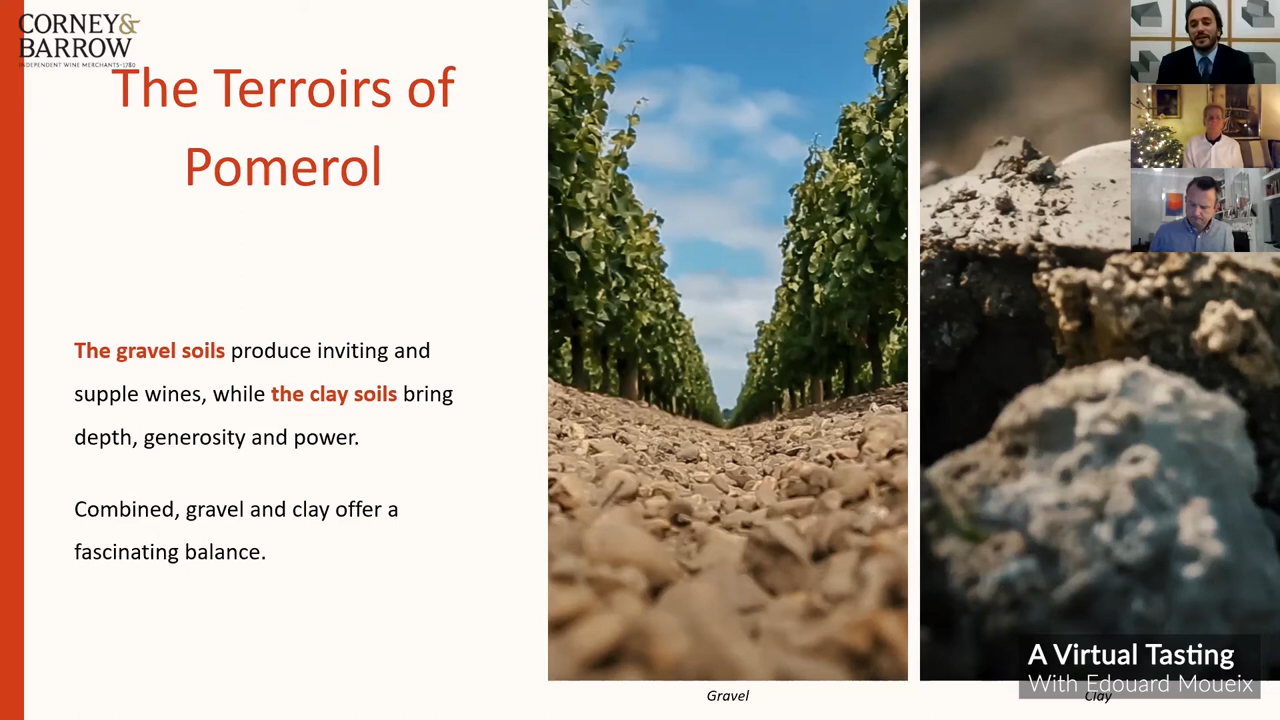 CORNEY&
BARROW
INDEPENDENT WINE MERCHANTS•1780
The Terroirs of
Pomerol
The gravel soils produce inviting and
supple wines, while the clay soils bring
depth, generosity and power.
Combined, gravel and clay offer a
fascinating balance.
Gravel
A Virtual Tasting
With Edouard Moueix
Clay